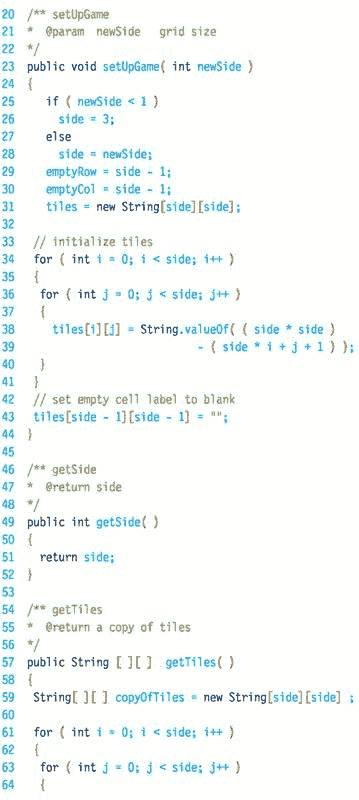 20 /** setUpGame
21 * @param newSide grid size
22 */
23 public void setUpGame( int newSide )
24 {
25 if ( newSide < 1 )
26 side = 3;
27 else
28 side = newSide;
29 emptyRow = side - 1;
30 emptyCol = side - 1;
31 tiles = new String[side][side];
32
33 // initialize tiles
34 for ( int i = 0; i < side; i++ )
35 {
36 for ( int j = 0; j < side; j++ )
37 {
38 tiles[i][j] = String.valueOf( ( side * side )
39 - ( side * i + j + 1 ) );
40 }
41 }
42 // set empty cell label to blank
43 tiles[side - 1][side - 1] = "";
44 }
45
46 /** getSide
47 * @return side
48 */
49 public int getSide( )
50 {
51 return side;
52 }
53
54 /** getTiles
55 * @return a copy of tiles
56 */
57 public String [ ][ ] getTiles( )
58 {
59 String[ ][ ] copyOfTiles = new String[side][side] ;
60
61 for ( int i = 0; i < side; i++ )
62 {
63 for ( int j = 0; j < side; j++ )
64 {